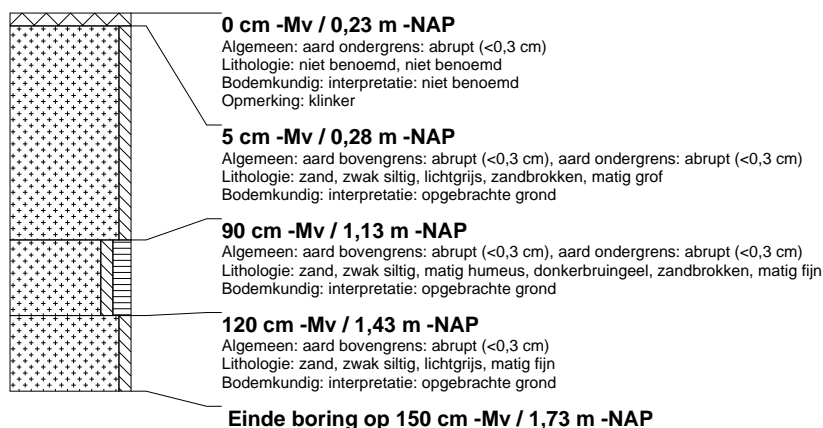 0 cm -Mv / 0,23 m -NAP
Algemeen: aard ondergrens: abrupt (<0,3 cm)
Lithologie: niet benoemd, niet benoemd
Bodemkundig: interpretatie: niet benoemd
Opmerking: klinker
5 cm -Mv / 0,28 m -NAP
Algemeen: aard bovengrens: abrupt (<0,3 cm), aard ondergrens: abrupt (<0,3 cm)
Lithologie: zand, zwak siltig, lichtgrijs, zandbrokken, matig grof
Bodemkundig: interpretatie: opgebrachte grond
90 cm -Mv / 1,13 m -NAP
Algemeen: aard bovengrens: abrupt (<0,3 cm), aard ondergrens: abrupt (<0,3 cm)
Lithologie: zand, zwak siltig, matig humeus, donkerbruingeel, zandbrokken, matig fijn
Bodemkundig: interpretatie: opgebrachte grond
120 cm -Mv / 1,43 m -NAP
Algemeen: aard bovengrens: abrupt (<0,3 cm)
Lithologie: zand, zwak siltig, lichtgrijs, matig fijn
Bodemkundig: interpretatie: opgebrachte grond
Einde boring op 150 cm -Mv / 1,73 m -NAP